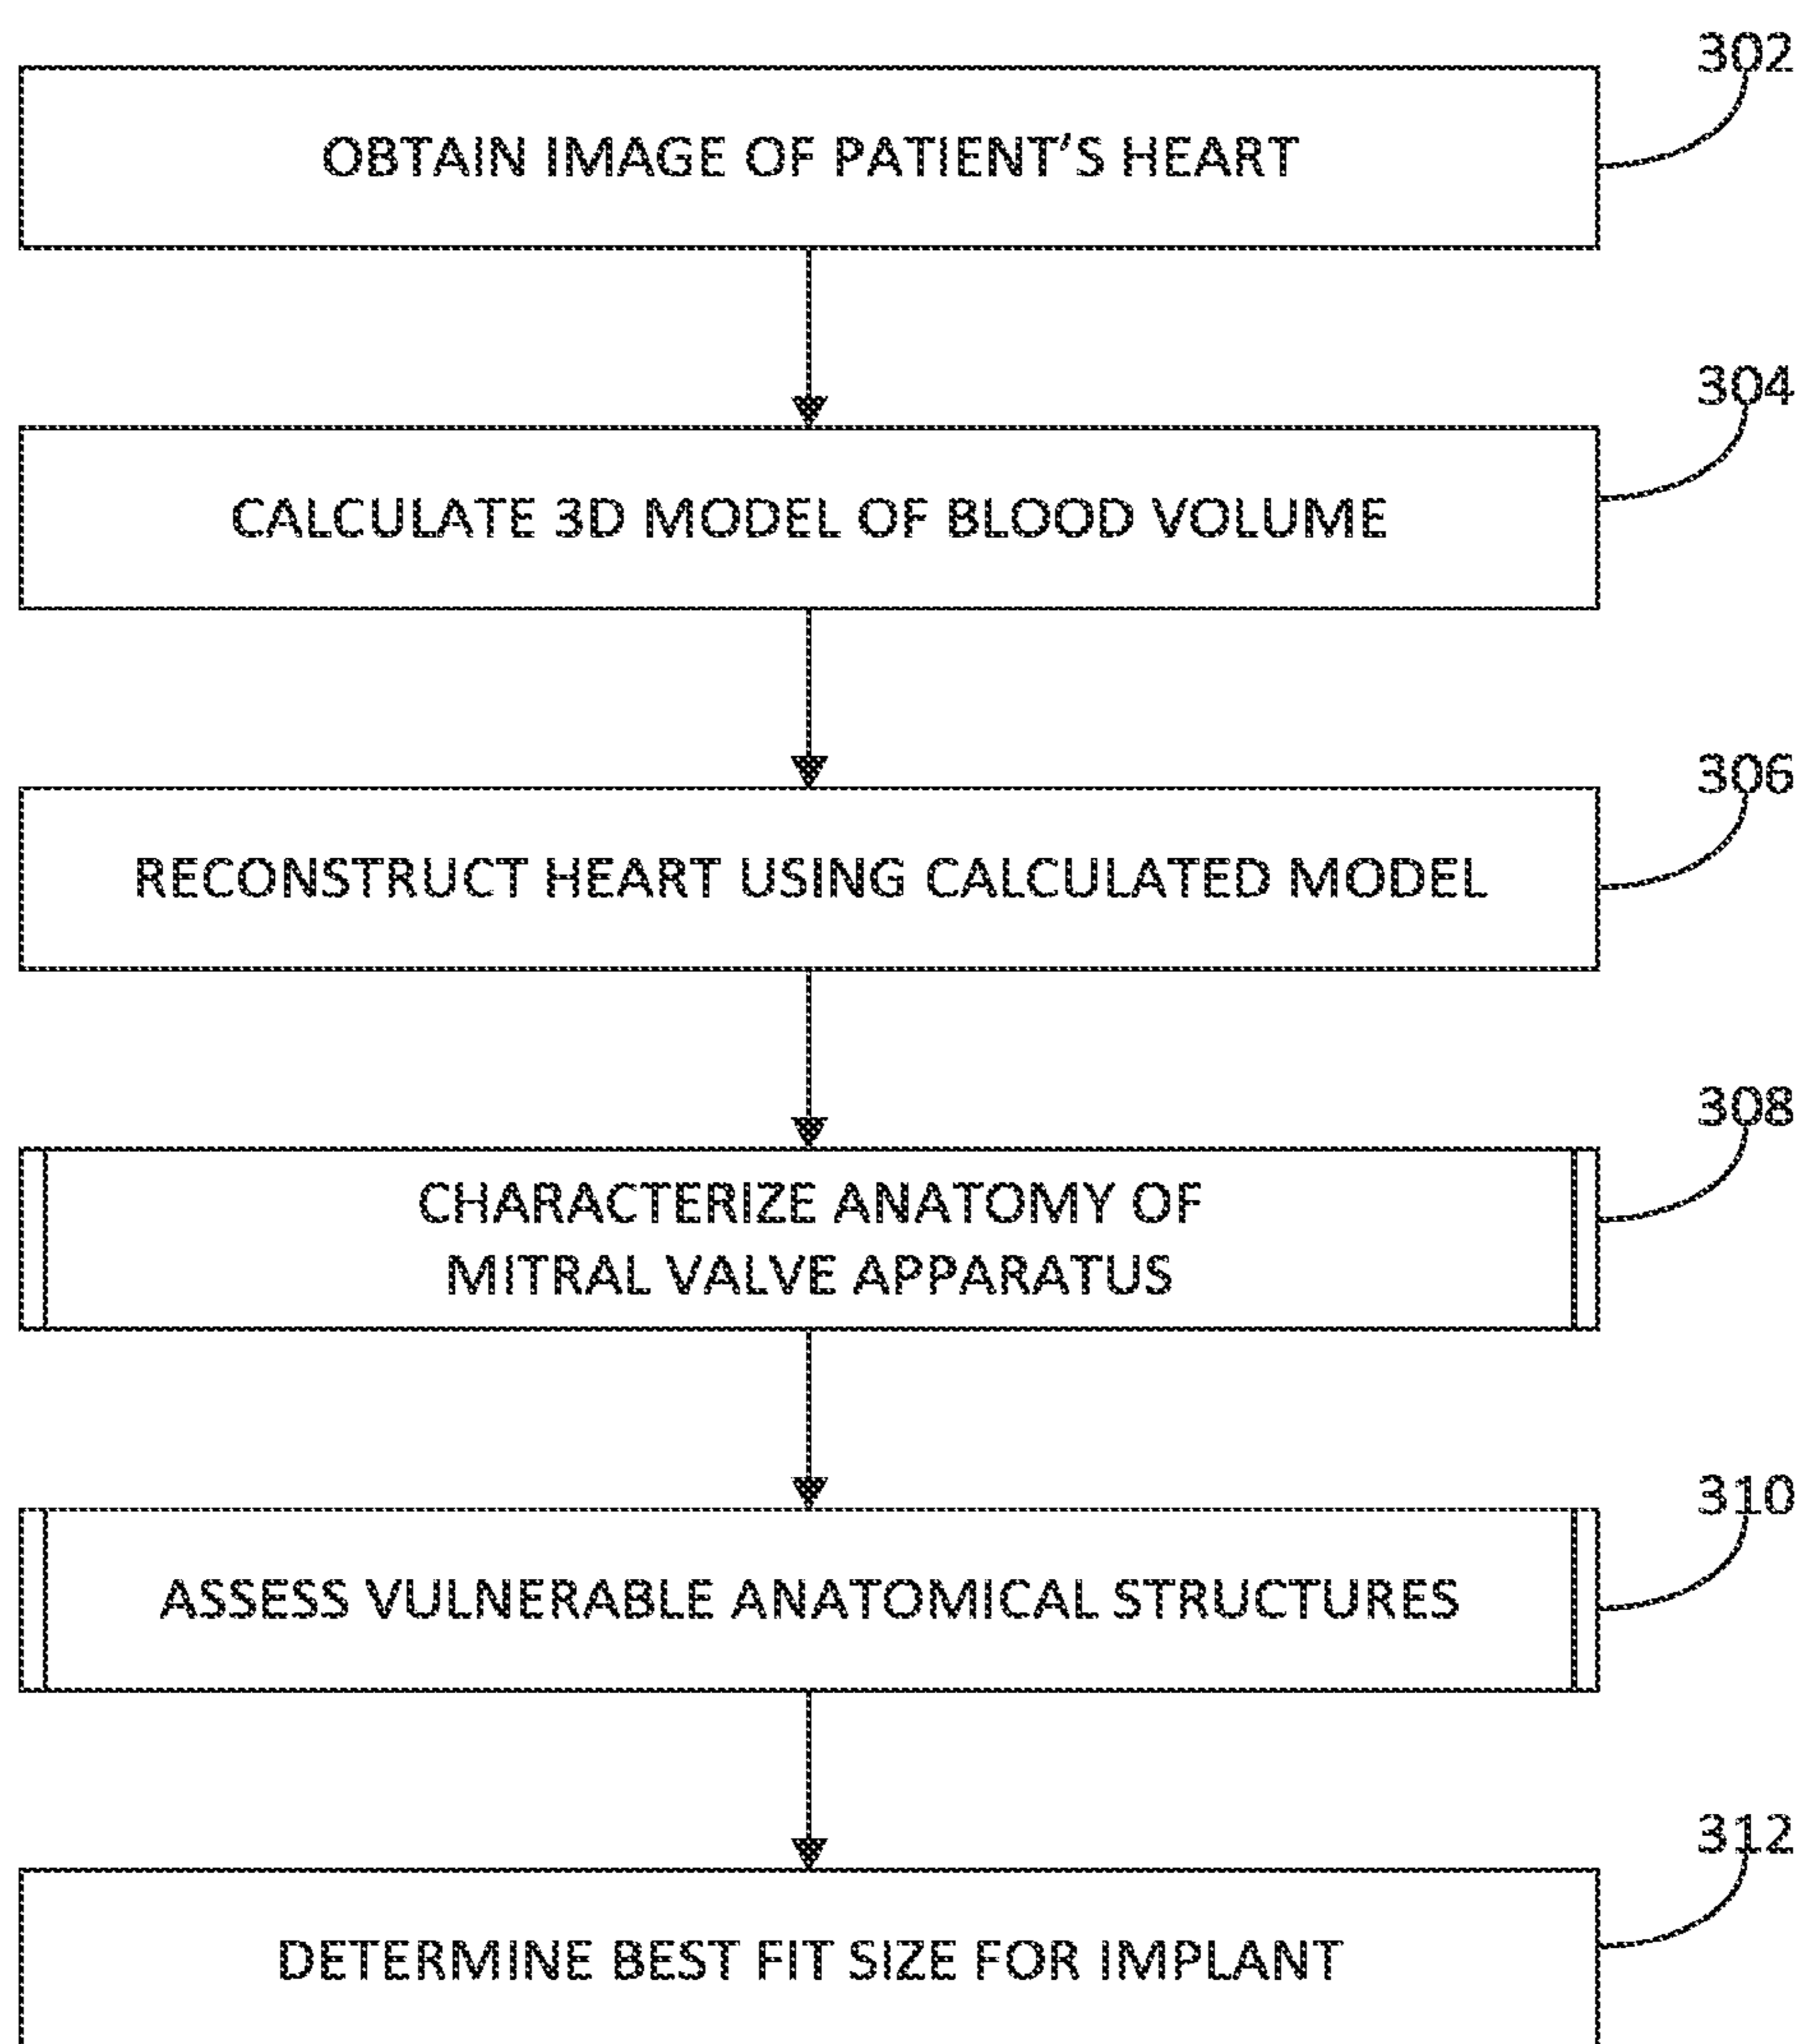 302
OBTAIN IMAGE OF PATIENT'S HEART
304
CALCULATE 3D MODEL OF BLOOD VOLUME
306
RECONSTRUCT HEART USING CALCULATED MODEL
308
CHARACTERIZE ANATOMY OF
MITRAL VALVE APPARATUS
310
ASSESS VULNERABLE ANATOMICAL STRUCTURES
312
DETERMINE BEST FIT SIZE FOR IMPLANT